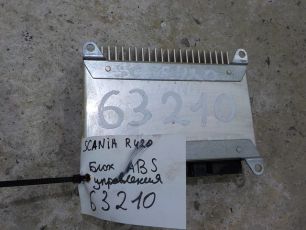 63210
SCANIA R420
Блок ABS
управления
63210